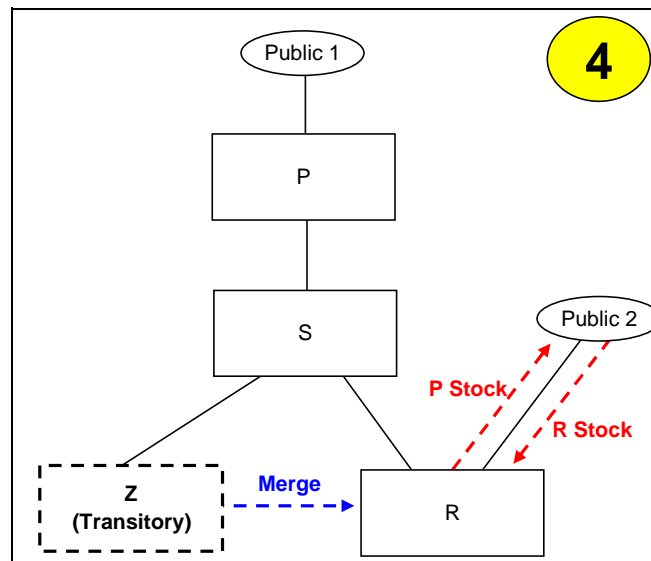 Public 1
4
P
S
Public 2
P Stock
R Stock
Z
(Transitory)
Merge
R